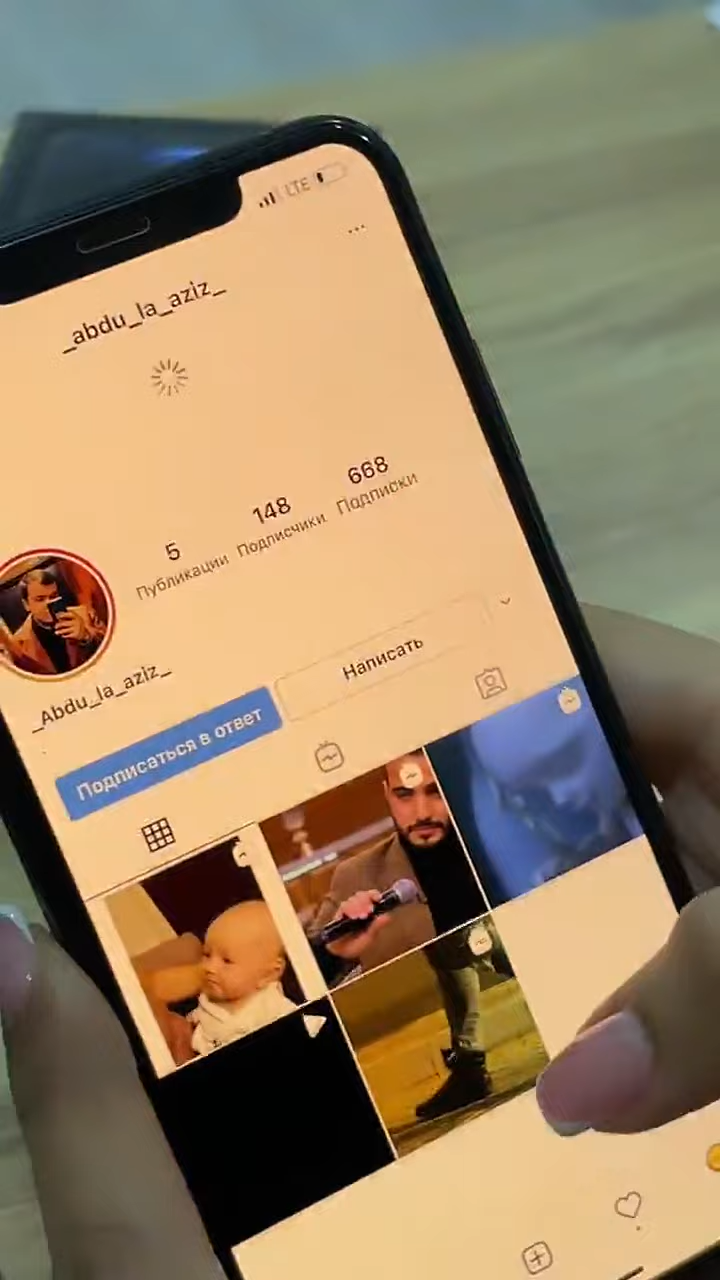 LTE
_abdu_la_aziz_
5 148 668
Публикации Подписчики Подписки
_Abdu_la_aziz_
Подписаться в ответ Написать